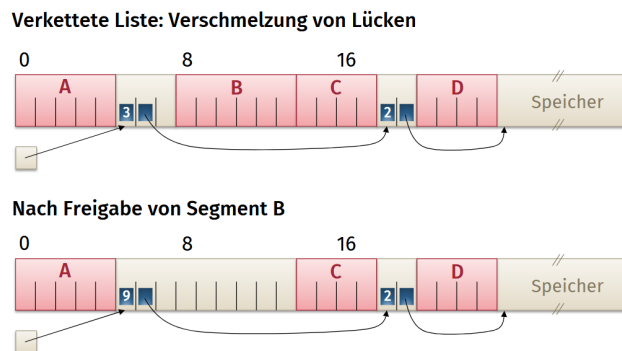 Verkettete Liste: Verschmelzung von Lücken
0 8 16
A B C D
3 2 Speicher
Nach Freigabe von Segment B
0 8 16
A C D
9 2 Speicher